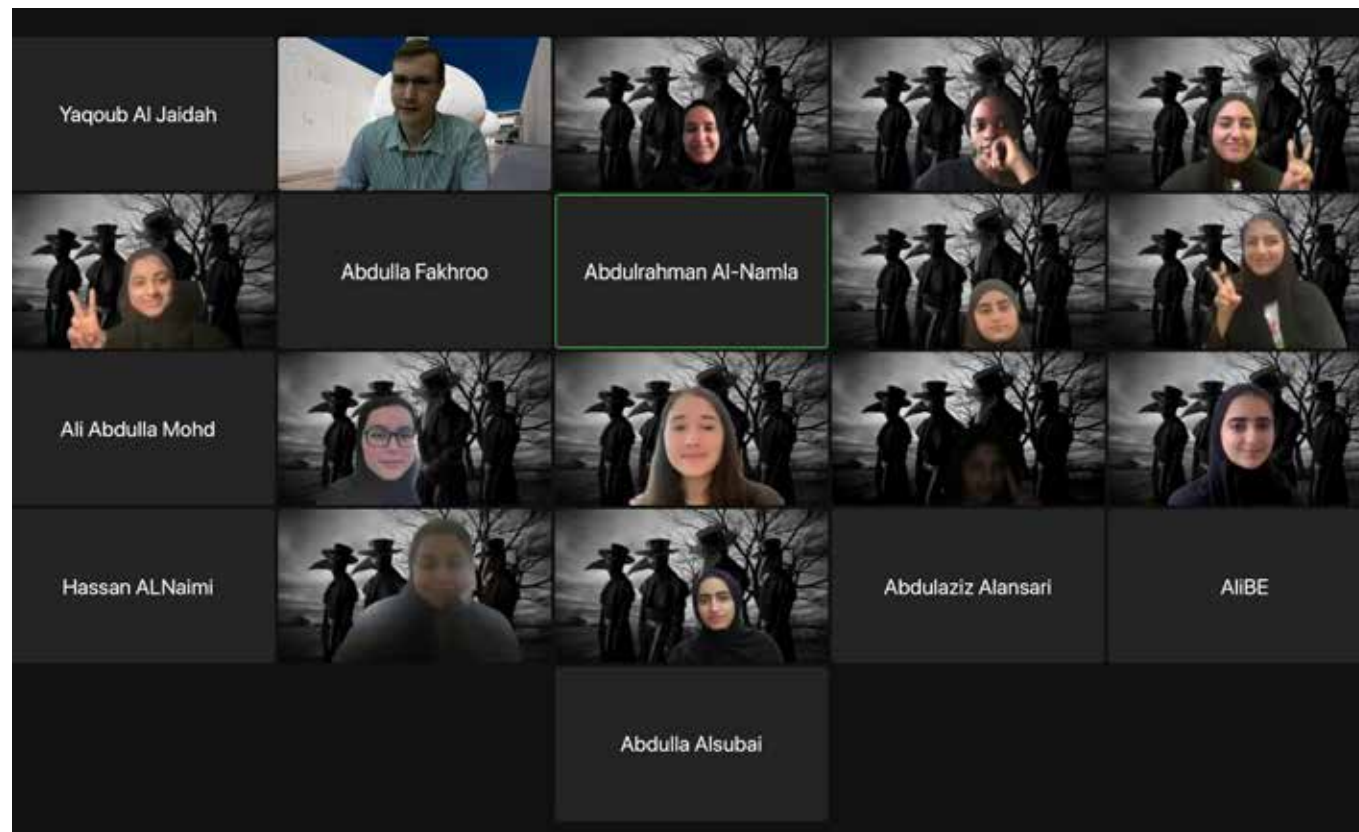 Yaqoub Al Jaidah
Abdulla Fakhroo
Abdulrahman Al-Namla
Ali Abdulla Mohd
Hassan ALNaimi
Abdulaziz Alansari
AliBE
Abdulla Alsubai